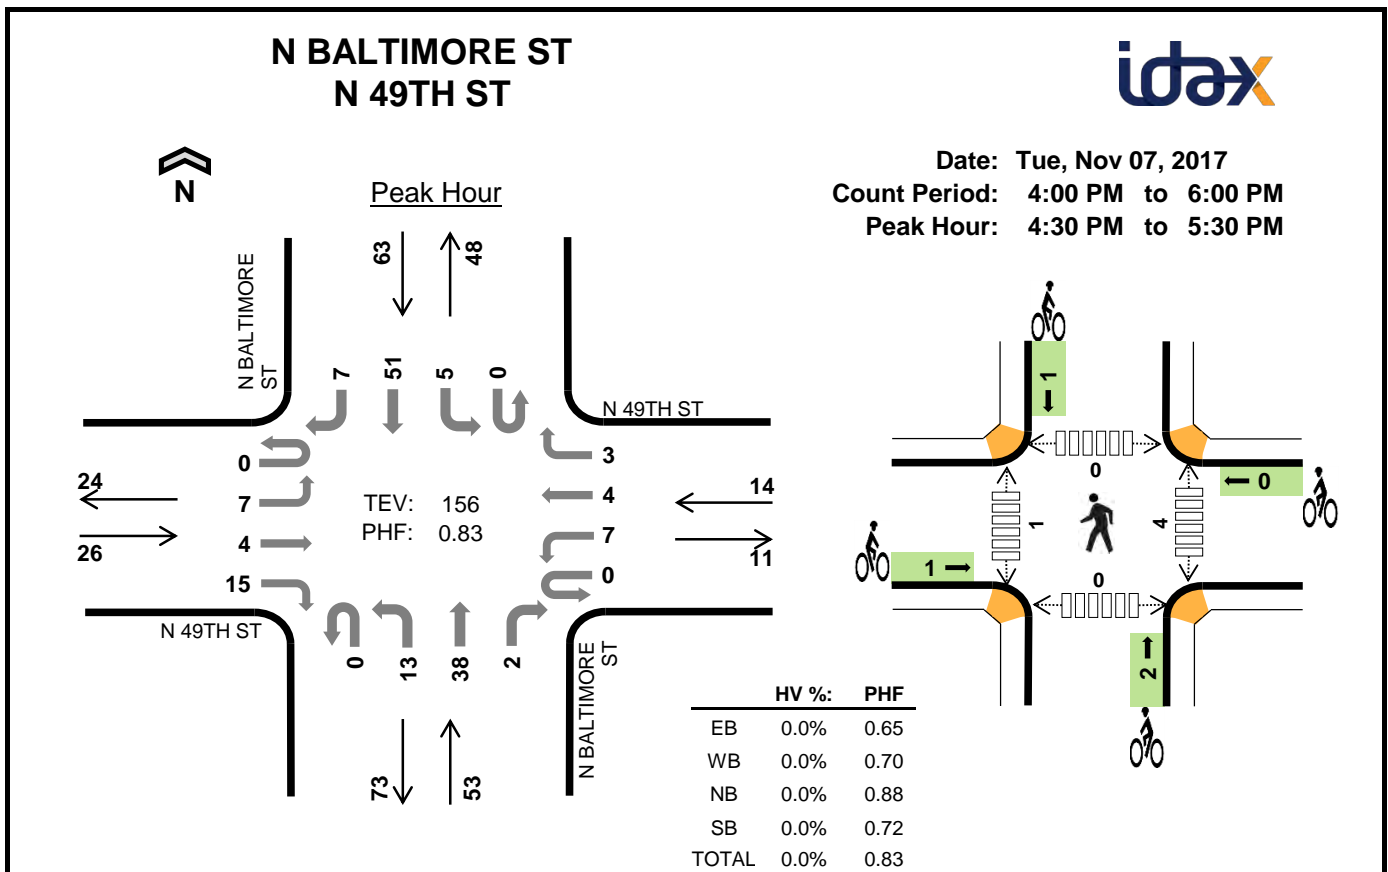 N BALTIMORE ST
N 49TH ST
idax
Date: Tue, Nov 07, 2017
Count Period: 4:00 PM to 6:00 PM
Peak Hour: 4:30 PM to 5:30 PM
N
Peak Hour
63
48
N BALTIMORE
ST
7
51
5
0
N 49TH ST
0
7
4
15
24
26
TEV: 156
PHF: 0.83
3
4
7
0
14
11
N 49TH ST
0
13
38
2
N BALTIMORE
ST
73
53
1
0
0
1
4
1
0
2
HV %: PHF
EB 0.0% 0.65
WB 0.0% 0.70
NB 0.0% 0.88
SB 0.0% 0.72
TOTAL 0.0% 0.83